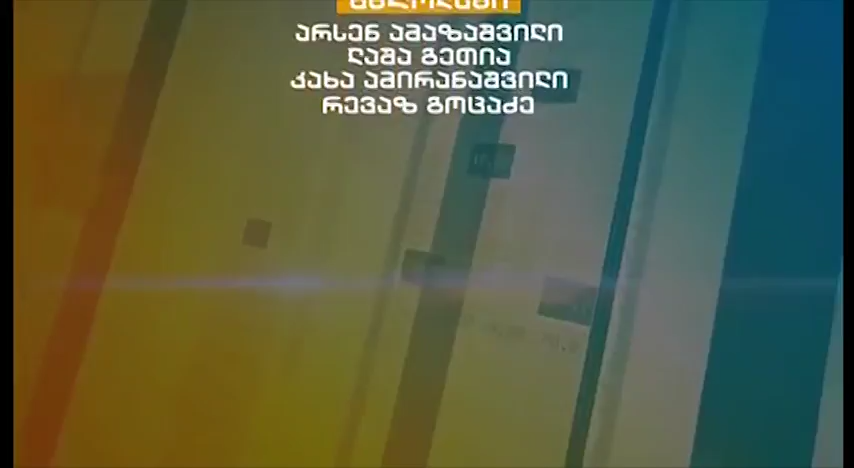 არსენ ამაზაშვილი
ლაშა გეთია
კახა ამირანაშვილი
რევაზ გოცაძე